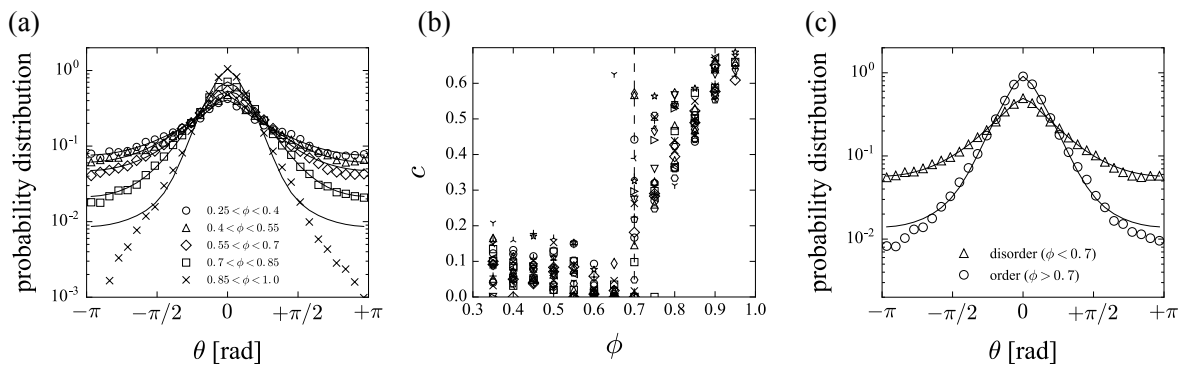 (a)
probability distribution
10^0
10^-1
10^-2
10^-3
−π
−π/2
0
+π/2
+π
θ [rad]
0.25<ϕ<0.4
0.4<ϕ<0.55
0.55<ϕ<0.7
0.7<ϕ<0.85
0.85<ϕ<1.0
(b)
c
0.6
0.5
0.4
0.3
0.2
0.1
0.0
0.3
0.4
0.5
0.6
0.7
0.8
0.9
1.0
ϕ
(c)
probability distribution
10^0
10^-1
10^-2
−π
−π/2
0
+π/2
+π
θ [rad]
disorder (ϕ<0.7)
order (ϕ>0.7)